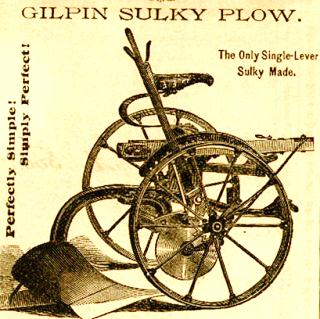 GILPIN SULKY PLOW.
The Only Single-Lever
Sulky Made.
Perfectly Simple!
Simply Perfect!